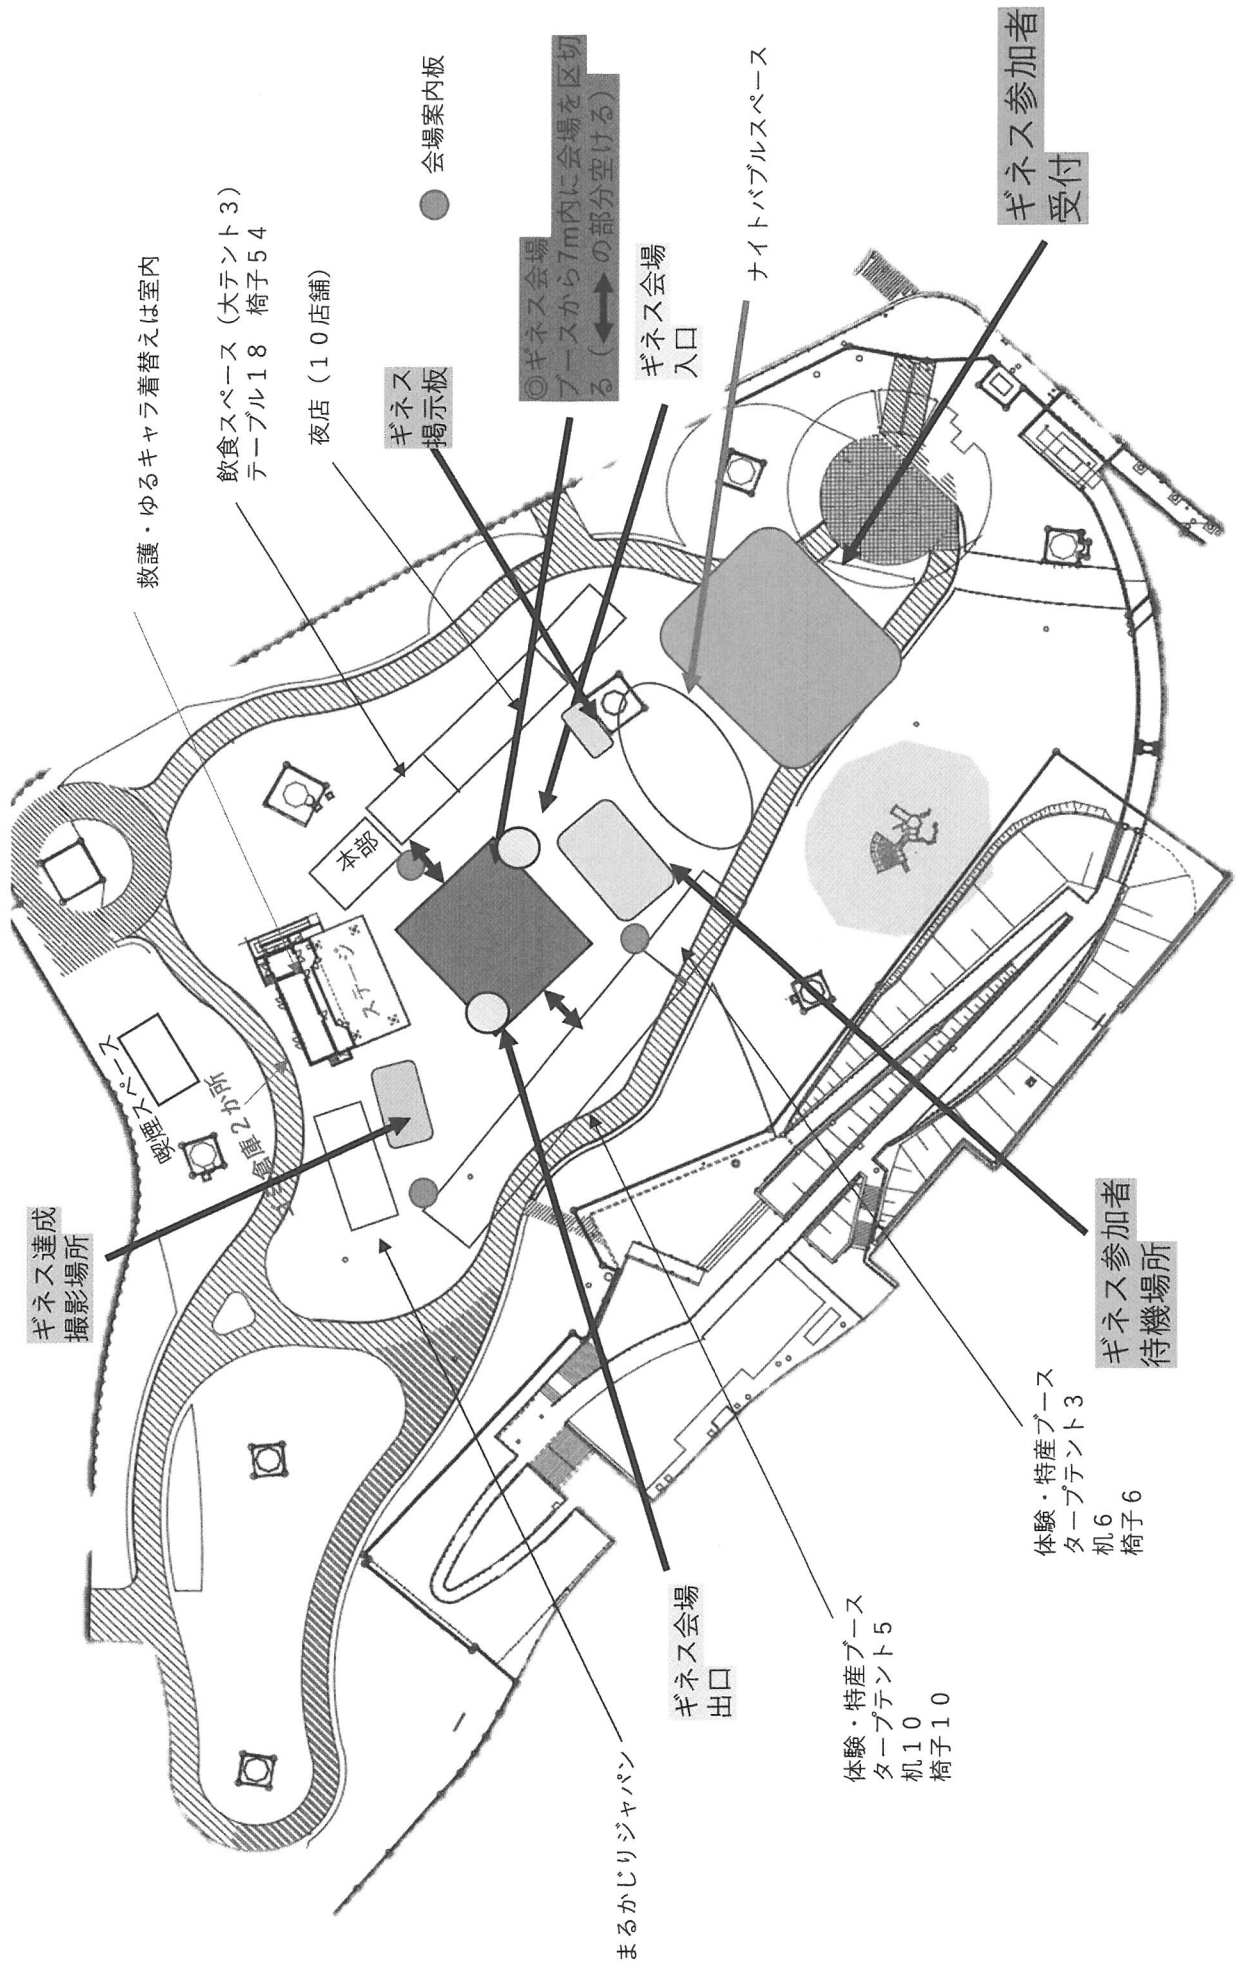 救護・ゆるキャラ着替えは室内
飲食スペース（大テント３）
テーブル１８　椅子５４
夜店（１０店舗）
ギネス
掲示板
会場案内板
◎ギネス会場
ブースから7m内に会場を区切
る（　の部分空ける）
ギネス会場
入口
ナイトバブルスペース
ギネス参加者
受付
本部
ステージ
喫煙スペース
倉庫２カ所
ギネス達成
撮影場所
まるかじりジャパン
ギネス会場
出口
体験・特産ブース
タープテント５
机１０
椅子１０
体験・特産ブース
タープテント３
机６
椅子６
ギネス参加者
待機場所